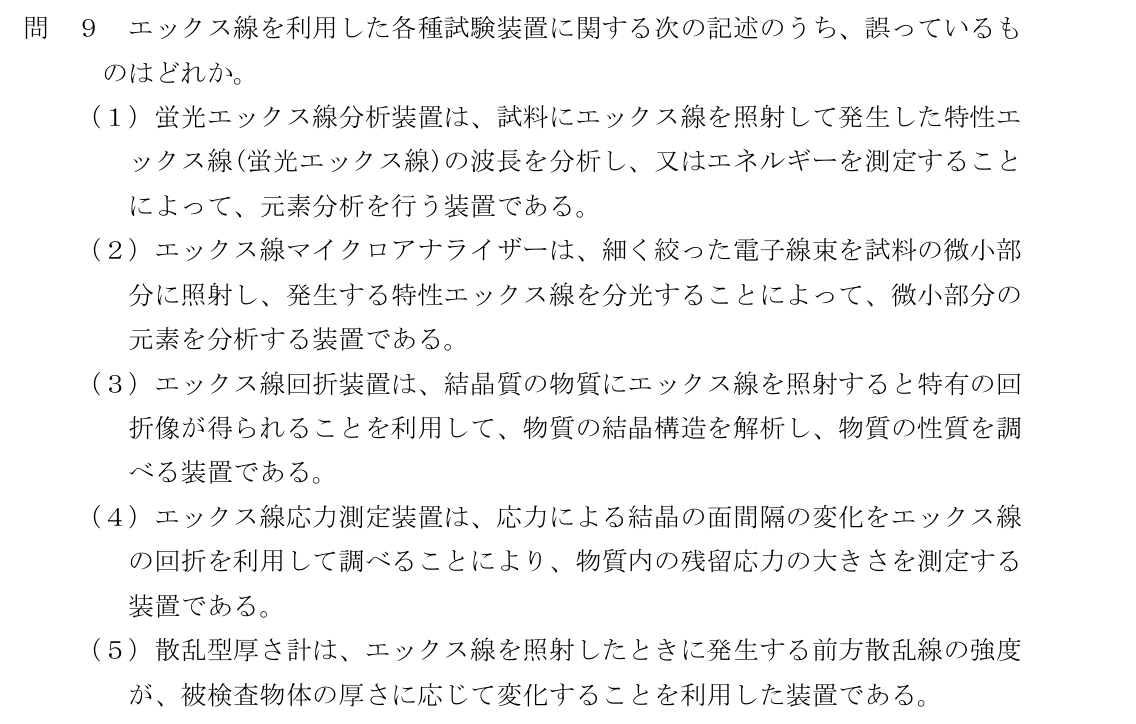 問　９　エックス線を利用した各種試験装置に関する次の記述のうち、誤っているも
のはどれか。
（１）蛍光エックス線分析装置は、試料にエックス線を照射して発生した特性エ
ックス線(蛍光エックス線)の波長を分析し、又はエネルギーを測定すること
によって、元素分析を行う装置である。
（２）エックス線マイクロアナライザーは、細く絞った電子線束を試料の微小部
分に照射し、発生する特性エックス線を分光することによって、微小部分の
元素を分析する装置である。
（３）エックス線回折装置は、結晶質の物質にエックス線を照射すると特有の回
折像が得られることを利用して、物質の結晶構造を解析し、物質の性質を調
べる装置である。
（４）エックス線応力測定装置は、応力による結晶の面間隔の変化をエックス線
の回折を利用して調べることにより、物質内の残留応力の大きさを測定する
装置である。
（５）散乱型厚さ計は、エックス線を照射したときに発生する前方散乱線の強度
が、被検査物体の厚さに応じて変化することを利用した装置である。